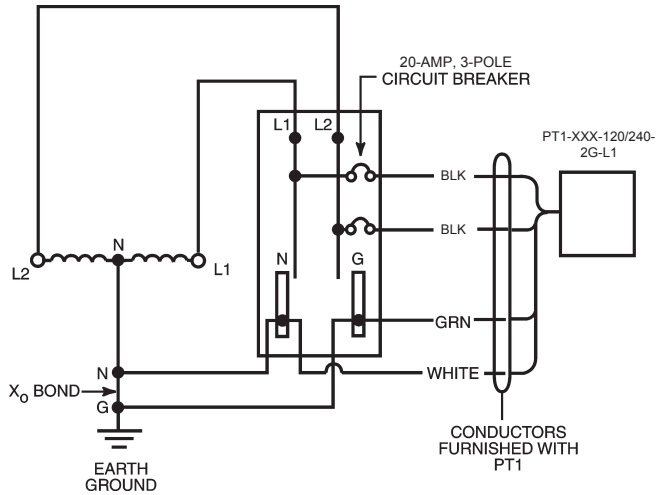 20-AMP, 3-POLE
CIRCUIT BREAKER
L1
L2
PT1-XXX-120/240-
2G-L1
BLK
BLK
N
L2
L1
N
G
GRN
N
WHITE
Xo BOND
G
EARTH
GROUND
CONDUCTORS
FURNISHED WITH
PT1